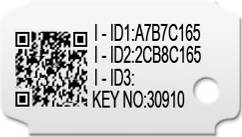 I - ID1:A7B7C165
I - ID2:2CB8C165
I - ID3:
KEY NO:30910